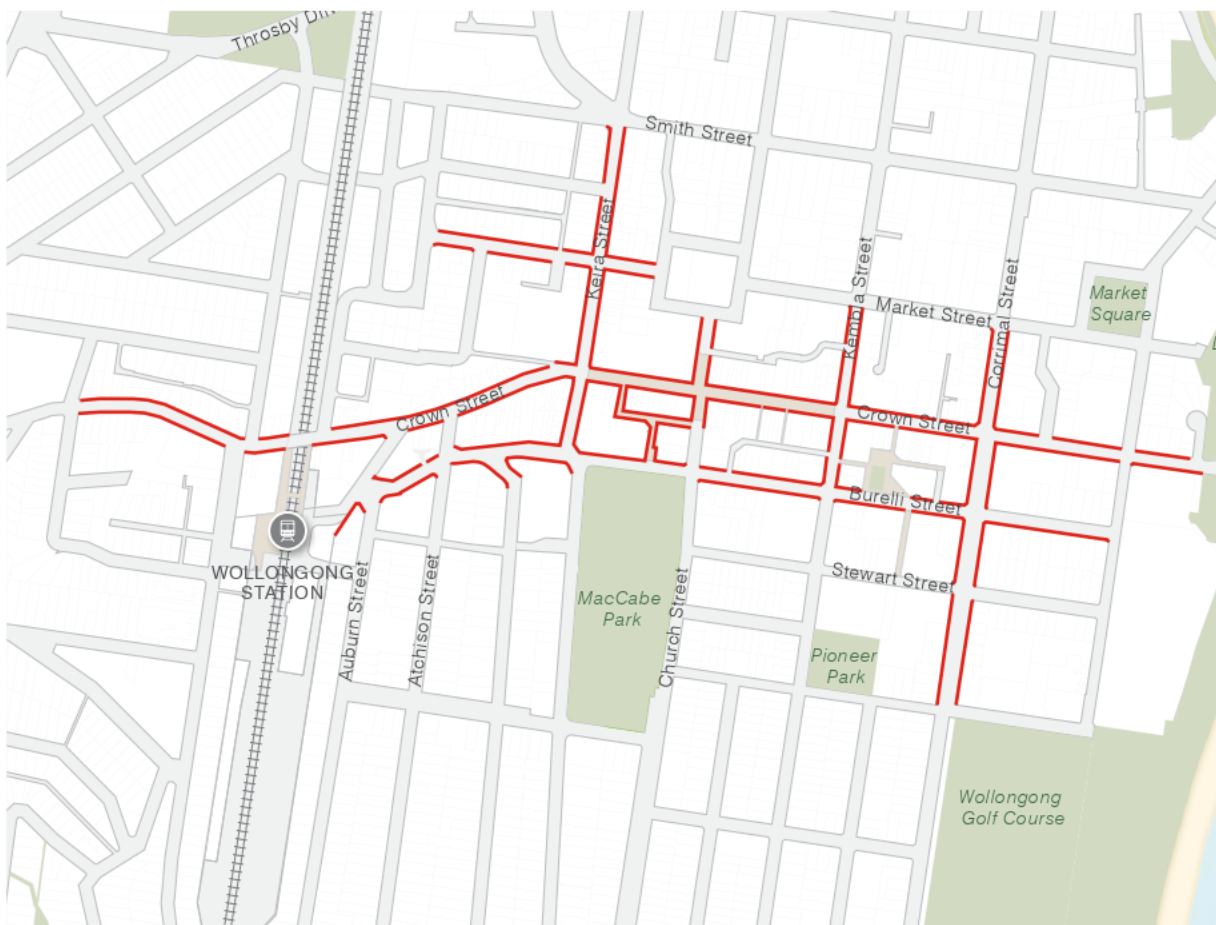 Throsby
Smith Street
Keira Street
Kembla Street
Corrimal Street
Market
Square
Market Street
Crown Street
Crown Street
Burelli Street
WOLLONGONG
STATION
Stewart Street
Auburn Street
Atchison Street
MacCabe
Park
Church Street
Pioneer
Park
Wollongong
Golf Course